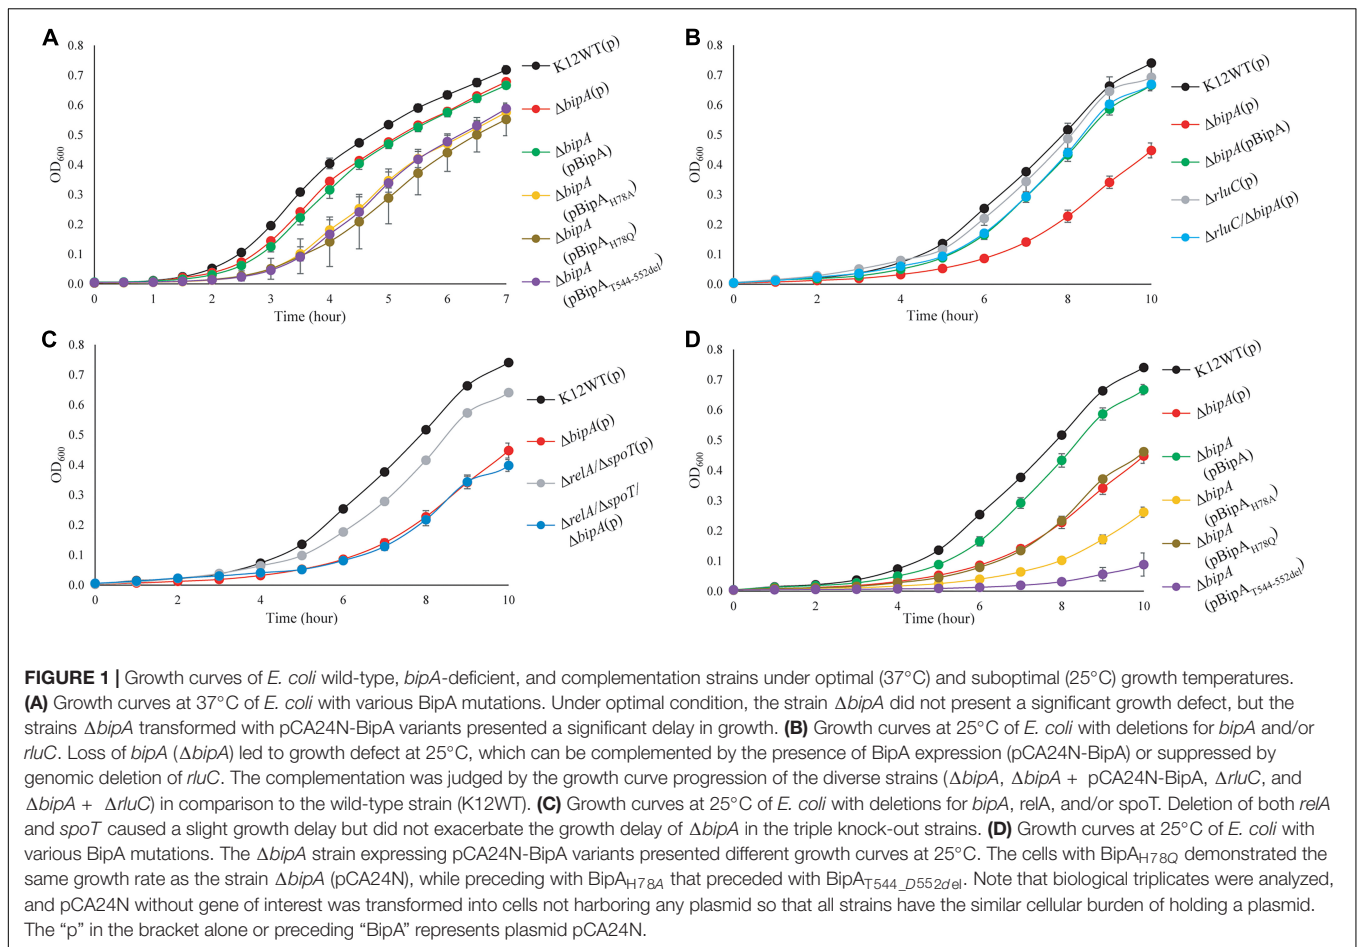 A
0.8
0.7
0.6
0.5
0.4
0.3
0.2
0.1
0.0
OD600
0
1
2
3
4
5
6
7
Time (hour)
K12WT(p)
ΔbipA(p)
ΔbipA
(pBipA)
ΔbipA
(pBipAH78A)
ΔbipA
(pBipAH78Q)
ΔbipA
(pBipAT544-552del)
B
0.8
0.7
0.6
0.5
0.4
0.3
0.2
0.1
0.0
OD600
0
2
4
6
8
10
Time (hour)
K12WT(p)
ΔbipA(p)
ΔbipA(pBipA)
ΔrluC(p)
ΔrluC/ΔbipA(p)
C
0.8
0.7
0.6
0.5
0.4
0.3
0.2
0.1
0.0
OD600
0
2
4
6
8
10
Time (hour)
K12WT(p)
ΔbipA(p)
ΔrelA/ΔspoT(p)
ΔrelA/ΔspoT/
ΔbipA(p)
D
0.8
0.7
0.6
0.5
0.4
0.3
0.2
0.1
0.0
OD600
0
2
4
6
8
10
Time (hour)
K12WT(p)
ΔbipA(p)
ΔbipA
(pBipA)
ΔbipA
(pBipAH78A)
ΔbipA
(pBipAH78Q)
ΔbipA
(pBipAT544-552del)
FIGURE 1 | Growth curves of E. coli wild-type, bipA-deficient, and complementation strains under optimal (37°C) and suboptimal (25°C) growth temperatures.
(A) Growth curves at 37°C of E. coli with various BipA mutations. Under optimal condition, the strain ΔbipA did not present a significant growth defect, but the
strains ΔbipA transformed with pCA24N-BipA variants presented a significant delay in growth. (B) Growth curves at 25°C of E. coli with deletions for bipA and/or
rluC. Loss of bipA (ΔbipA) led to growth defect at 25°C, which can be complemented by the presence of BipA expression (pCA24N-BipA) or suppressed by
genomic deletion of rluC. The complementation was judged by the growth curve progression of the diverse strains (ΔbipA, ΔbipA + pCA24N-BipA, ΔrluC, and
ΔbipA + ΔrluC) in comparison to the wild-type strain (K12WT). (C) Growth curves at 25°C of E. coli with deletions for bipA, relA, and/or spoT. Deletion of both relA
and spoT caused a slight growth delay but did not exacerbate the growth delay of ΔbipA in the triple knock-out strains. (D) Growth curves at 25°C of E. coli with
various BipA mutations. The ΔbipA strain expressing pCA24N-BipA variants presented different growth curves at 25°C. The cells with BipAH78Q demonstrated the
same growth rate as the strain ΔbipA (pCA24N), while preceding with BipAH78A that preceded with BipAT544_D552del. Note that biological triplicates were analyzed,
and pCA24N without gene of interest was transformed into cells not harboring any plasmid so that all strains have the similar cellular burden of holding a plasmid.
The “p” in the bracket alone or preceding “BipA” represents plasmid pCA24N.